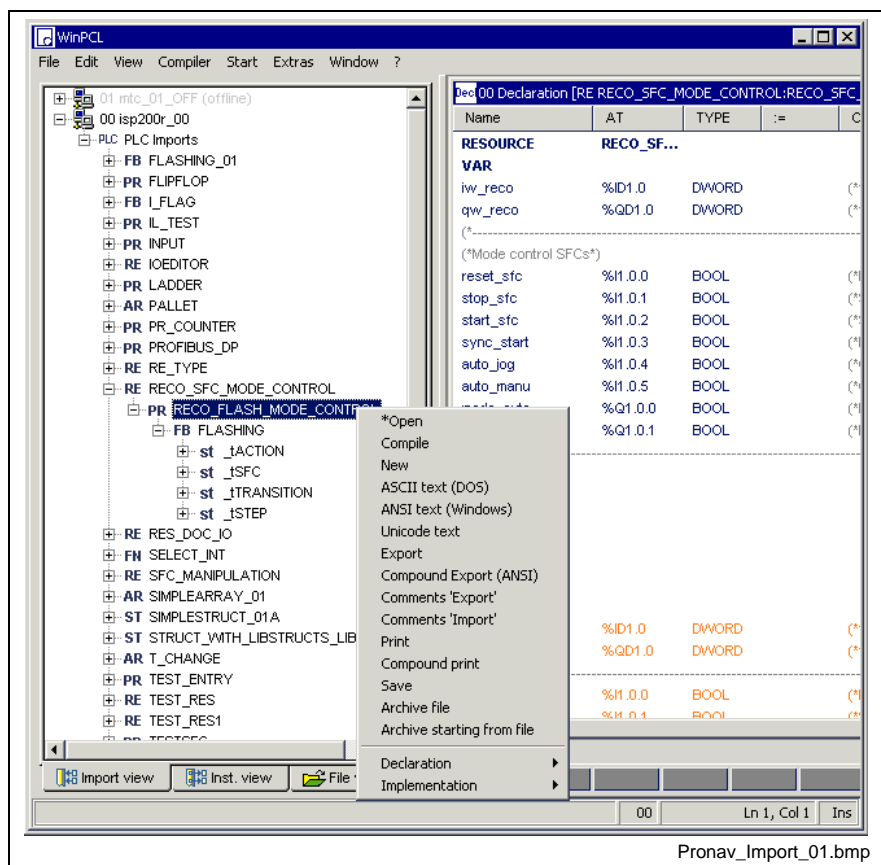 WinPCL
File Edit View Compiler Start Extras Window ?
01 mtc_01_OFF (offline)
00 isp200r_00
PLC PLC Imports
FB FLASHING_01
PR FLIPFLOP
FB I_FLAG
PR IL_TEST
PR INPUT
RE IOEDITOR
PR LADDER
AR PALLET
PR PR_COUNTER
PR PROFIBUS_DP
RE RE_TYPE
RE RECO_SFC_MODE_CONTROL
PR RECO_FLASH_MODE_CONTROL
FB FLASHING
st _tACTION
st _tSFC
st _tTRANSITION
st _tSTEP
RE RES_DOC_IO
FN SELECT_INT
RE SFC_MANIPULATION
AR SIMPLEARRAY_01
ST SIMPLESTRUCT_01A
ST STRUCT_WITH_LIBSTRUCTS_LIB
AR T_CHANGE
PR TEST_ENTRY
RE TEST_RES
RE TEST_RES1
Import view Inst. view File
Dec 00 Declaration [RE RECO_SFC_MODE_CONTROL:RECO_SFC_
Name AT TYPE := C
RESOURCE RECO_SF...
VAR
iw_reco %ID1.0 DWORD (*
qw_reco %QD1.0 DWORD (*
(*----------------------------------------
(*Mode control SFCs*)
reset_sfc %I1.0.0 BOOL (*
stop_sfc %I1.0.1 BOOL (*
start_sfc %I1.0.2 BOOL (*
sync_start %I1.0.3 BOOL (*
auto_jog %I1.0.4 BOOL (*
auto_manu %I1.0.5 BOOL (*
%Q1.0.0 BOOL (*
%Q1.0.1 BOOL (*
%ID1.0 DWORD (*
%QD1.0 DWORD (*
%I1.0.0 BOOL (*
%I1.0.1 BOOL (*
*Open
Compile
New
ASCII text (DOS)
ANSI text (Windows)
Unicode text
Export
Compound Export (ANSI)
Comments 'Export'
Comments 'Import'
Print
Compound print
Save
Archive file
Archive starting from file
Declaration
Implementation
00 Ln 1, Col 1 Ins
Pronav_Import_01.bmp